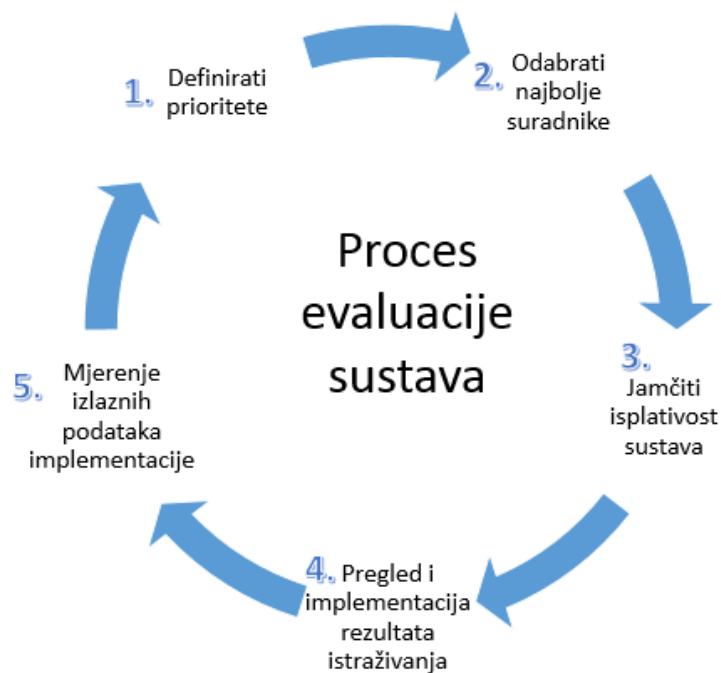 1. Definirati
prioritete
2. Odabrati
najbolje
suradnike
Proces
evaluacije
sustava
3.
Jamčiti
isplativost
sustava
4. Pregled i
implementacija
rezultata
istraživanja
5. Mjerenje
izlaznih
podataka
implementacije